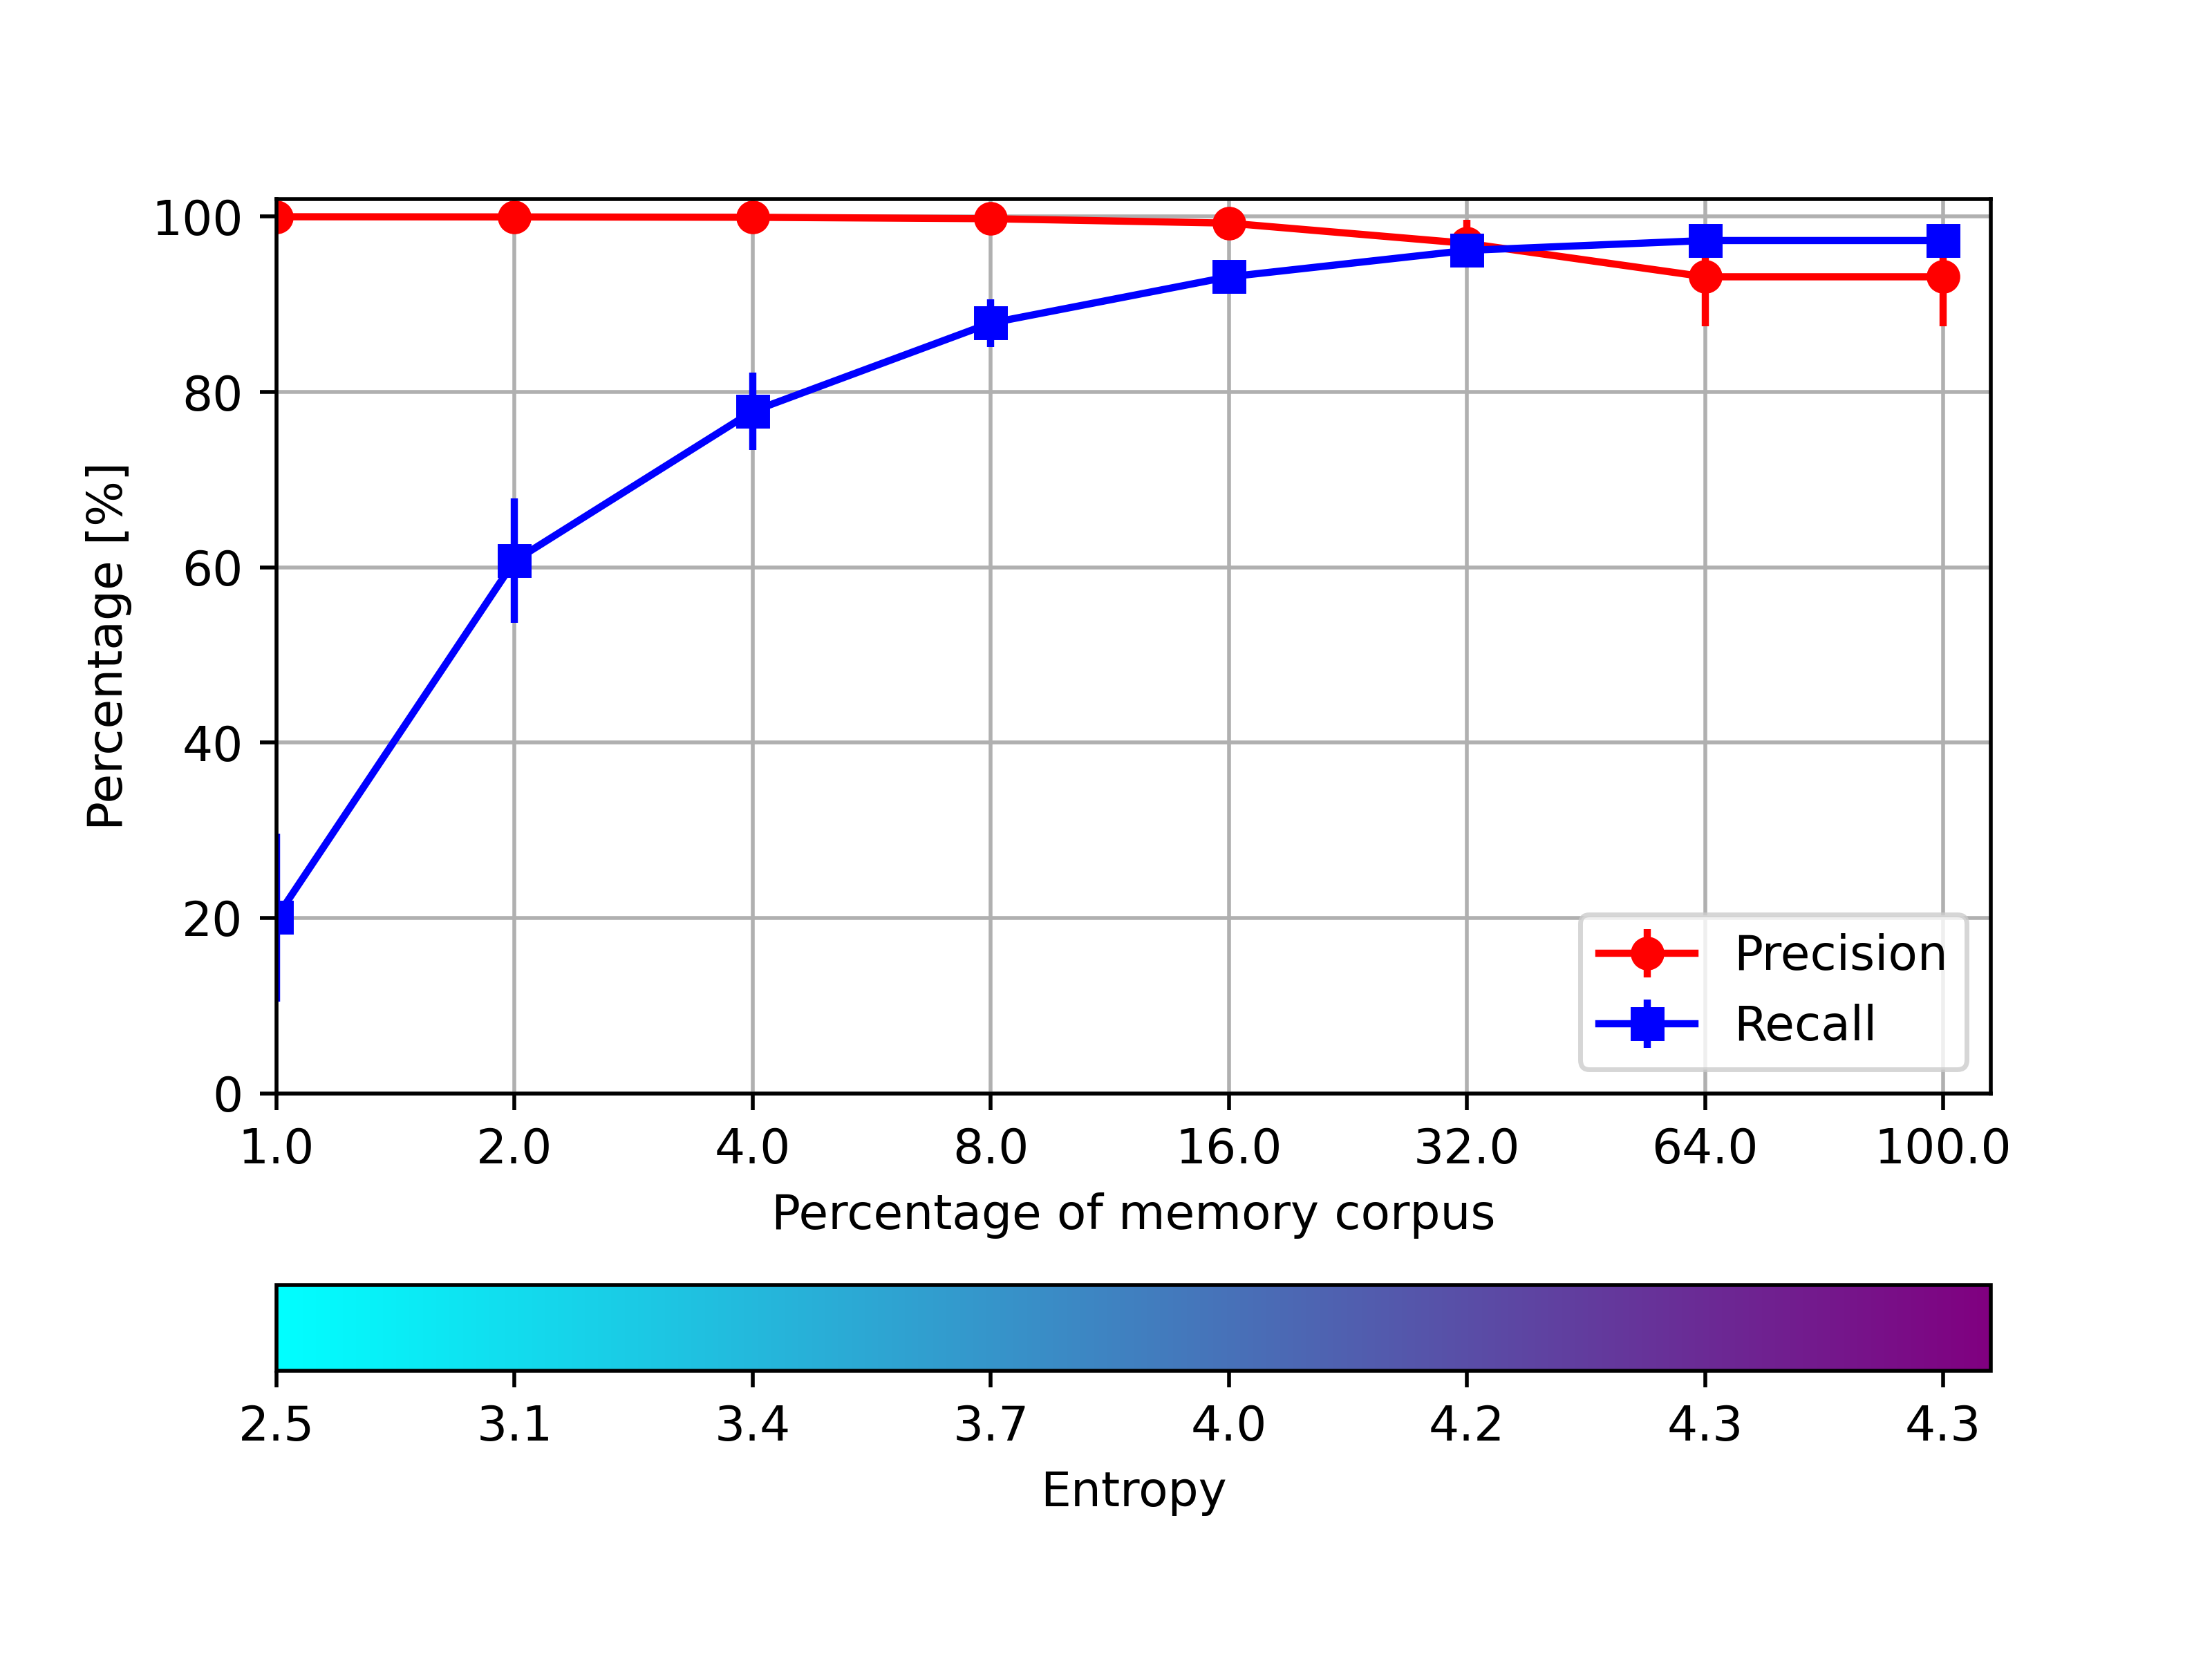 100
80
60
40
20
0
Percentage [%]
Precision
Recall
1.0 2.0 4.0 8.0 16.0 32.0 64.0 100.0
Percentage of memory corpus
2.5 3.1 3.4 3.7 4.0 4.2 4.3 4.3
Entropy